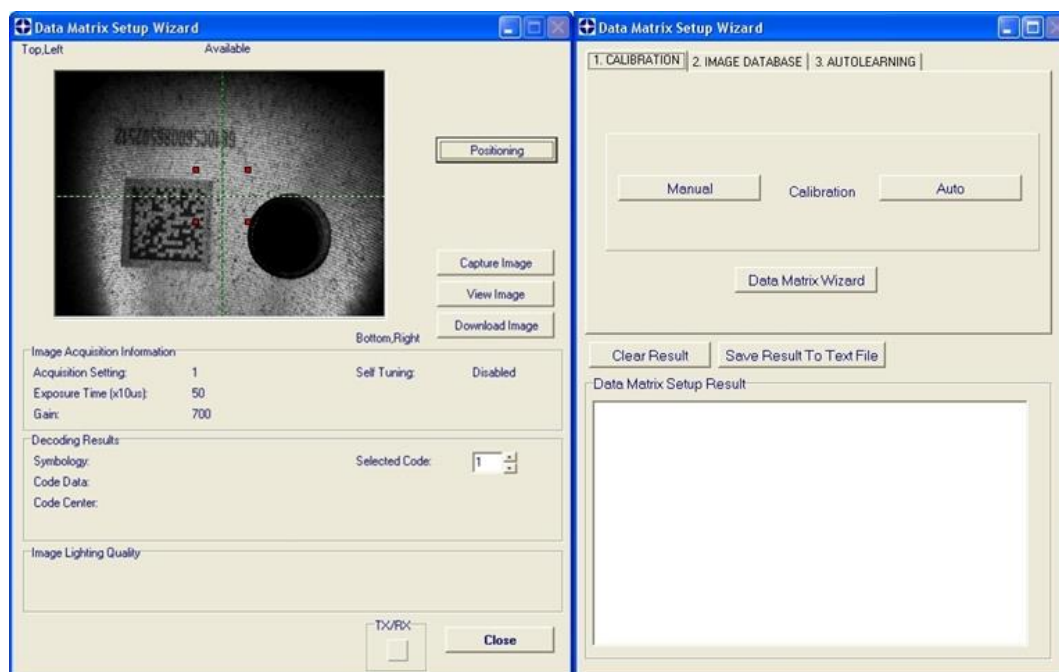 Data Matrix Setup Wizard
Top,Left Available
Positioning
Capture Image
View Image
Download Image
Bottom,Right
Image Acquisition Information
Acquisition Setting: 1 Self Tuning: Disabled
Exposure Time (x10us): 50
Gain: 700
Decoding Results
Symbology: Selected Code: 1
Code Data:
Code Center:
Image Lighting Quality
TX/RX
Close
Data Matrix Setup Wizard
1. CALIBRATION 2. IMAGE DATABASE 3. AUTOLEARNING
Manual Calibration Auto
Data Matrix Wizard
Clear Result Save Result To Text File
Data Matrix Setup Result